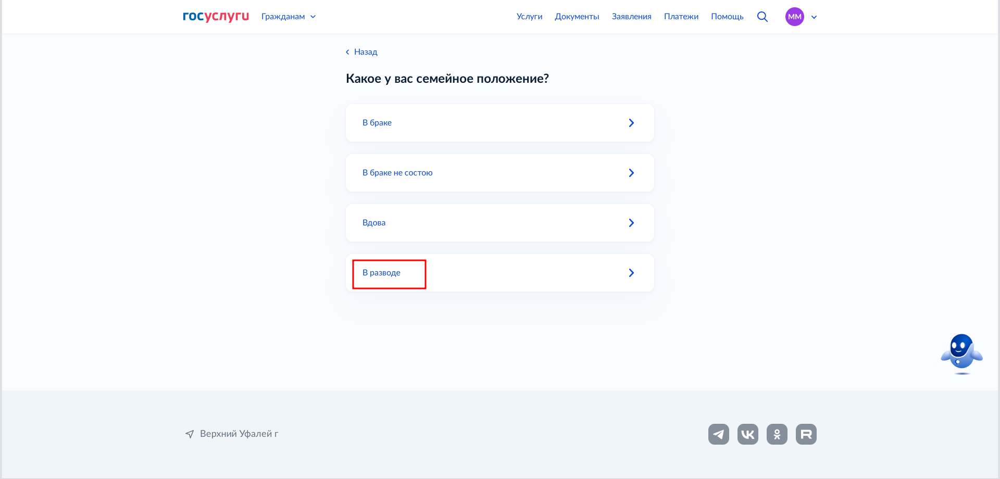 госуслуги Гражданам Услуги Документы Заявления Платежи Помощь ММ
Назад
Какое у вас семейное положение?
В браке
В браке не состою
Вдова
В разводе
Верхний Уфалей г